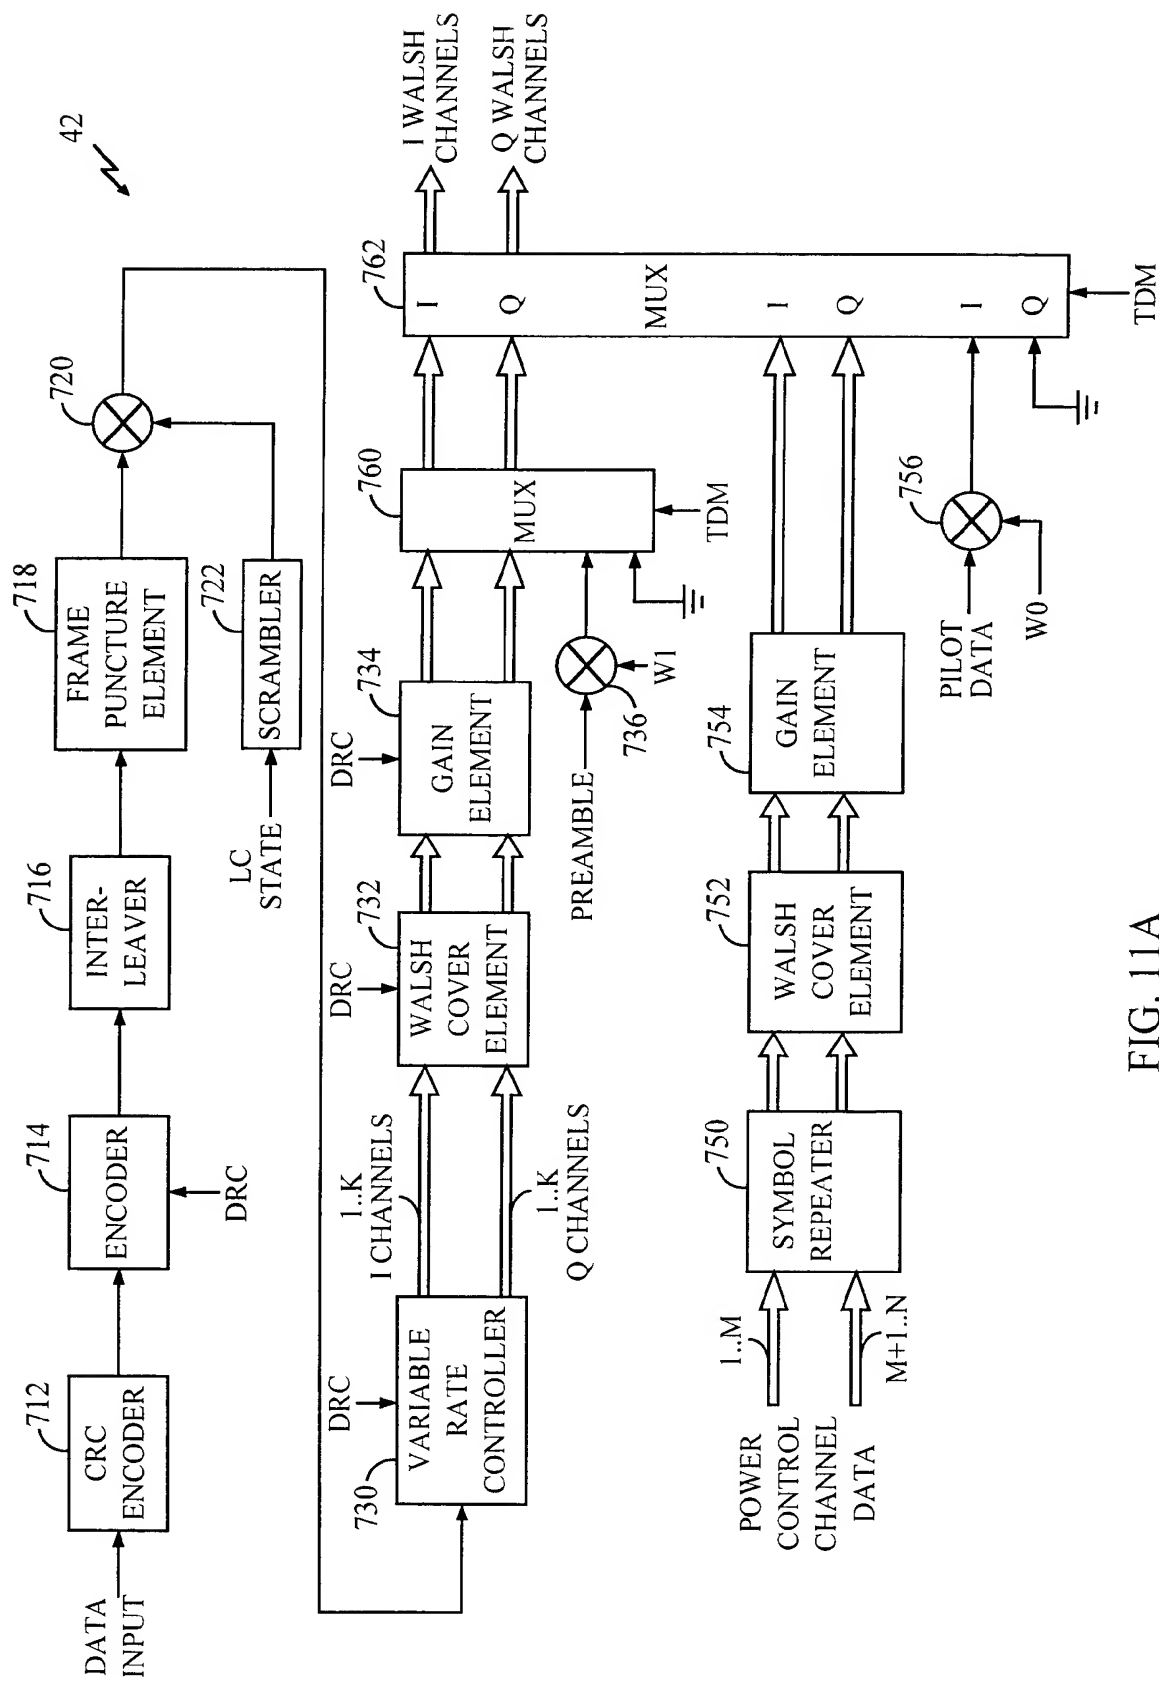 42
DATA
INPUT
712
CRC
ENCODER
714
ENCODER
DRC
716
INTER-
LEAVER
718
FRAME
PUNCTURE
ELEMENT
720
LC
STATE
722
SCRAMBLER
DRC
730
VARIABLE
RATE
CONTROLLER
1..K
I CHANNELS
1..K
Q CHANNELS
DRC
732
WALSH
COVER
ELEMENT
DRC
734
GAIN
ELEMENT
PREAMBLE
736
W1
760
MUX
TDM
762
I
Q
MUX
I
Q
I
Q
TDM
I WALSH
CHANNELS
Q WALSH
CHANNELS
POWER
CONTROL
CHANNEL
DATA
1..M
M+1..N
750
SYMBOL
REPEATER
752
WALSH
COVER
ELEMENT
754
GAIN
ELEMENT
PILOT
DATA
756
W0
FIG. 11A